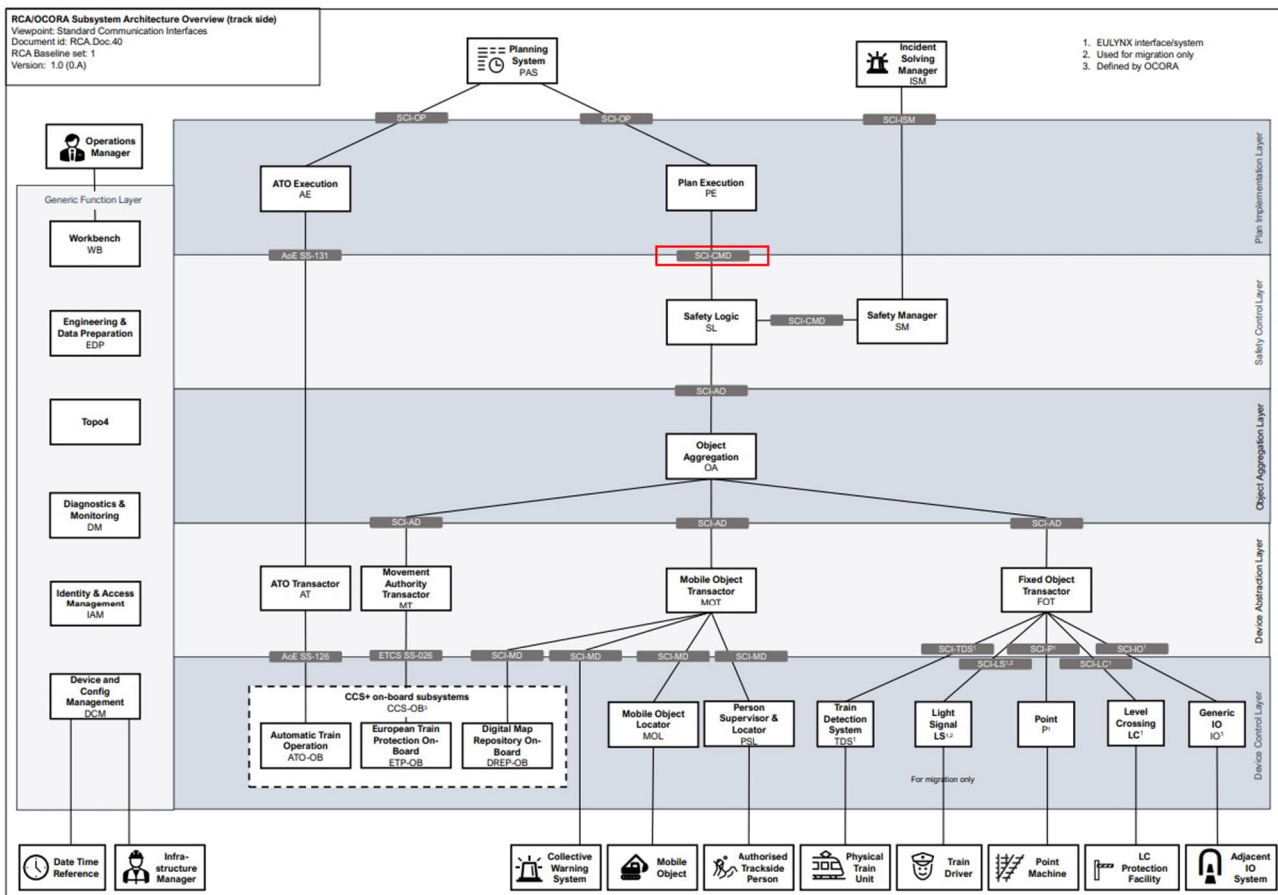 RCA/OCORA Subsystem Architecture Overview (track side)
Viewpoint: Standard Communication Interfaces
Document id: RCA.Doc.40
RCA Baseline set: 1
Version: 1.0 (0.A)
Planning
System
PAS
Incident
Solving
Manager
ISM
1. EULYNX interface/system
2. Used for migration only
3. Defined by OCORA
SCI-OP
SCI-OP
SCI-ISM
Operations
Manager
Generic Function Layer
ATO Execution
AE
Plan Execution
PE
Plan Implementation Layer
Workbench
WB
AoE SS-131
SCI-CMD
Engineering &
Data Preparation
EDP
Safety Logic
SL
SCI-CMD
Safety Manager
SM
Safety Control Layer
SCI-AO
Topo4
Object
Aggregation
OA
Object Aggregation Layer
Diagnostics &
Monitoring
DM
SCI-AD
SCI-AD
SCI-AD
Identity & Access
Management
IAM
ATO Transactor
AT
Movement
Authority
Transactor
MT
Mobile Object
Transactor
MOT
Fixed Object
Transactor
FOT
Device Abstraction Layer
AoE SS-126
ETCS SS-026
SCI-MD
SCI-MD
SCI-MD
SCI-MD
SCI-TDS¹
SCI-LS¹,²
SCI-P¹
SCI-LC¹
SCI-IO¹
Device and
Config
Management
DCM
CCS+ on-board subsystems
CCS-OB³
Automatic Train
Operation
ATO-OB
European Train
Protection On-
Board
ETP-OB
Digital Map
Repository On-
Board
DREP-OB
Mobile Object
Locator
MOL
Person
Supervisor &
Locator
PSL
Train
Detection
System
TDS¹
Light
Signal
LS¹,²
For migration only
Point
P¹
Level
Crossing
LC¹
Generic
IO
IO¹
Device Control Layer
Date Time
Reference
Infra-
structure
Manager
Collective
Warning
System
Mobile
Object
Authorised
Trackside
Person
Physical
Train
Unit
Train
Driver
Point
Machine
LC
Protection
Facility
Adjacent
IO
System